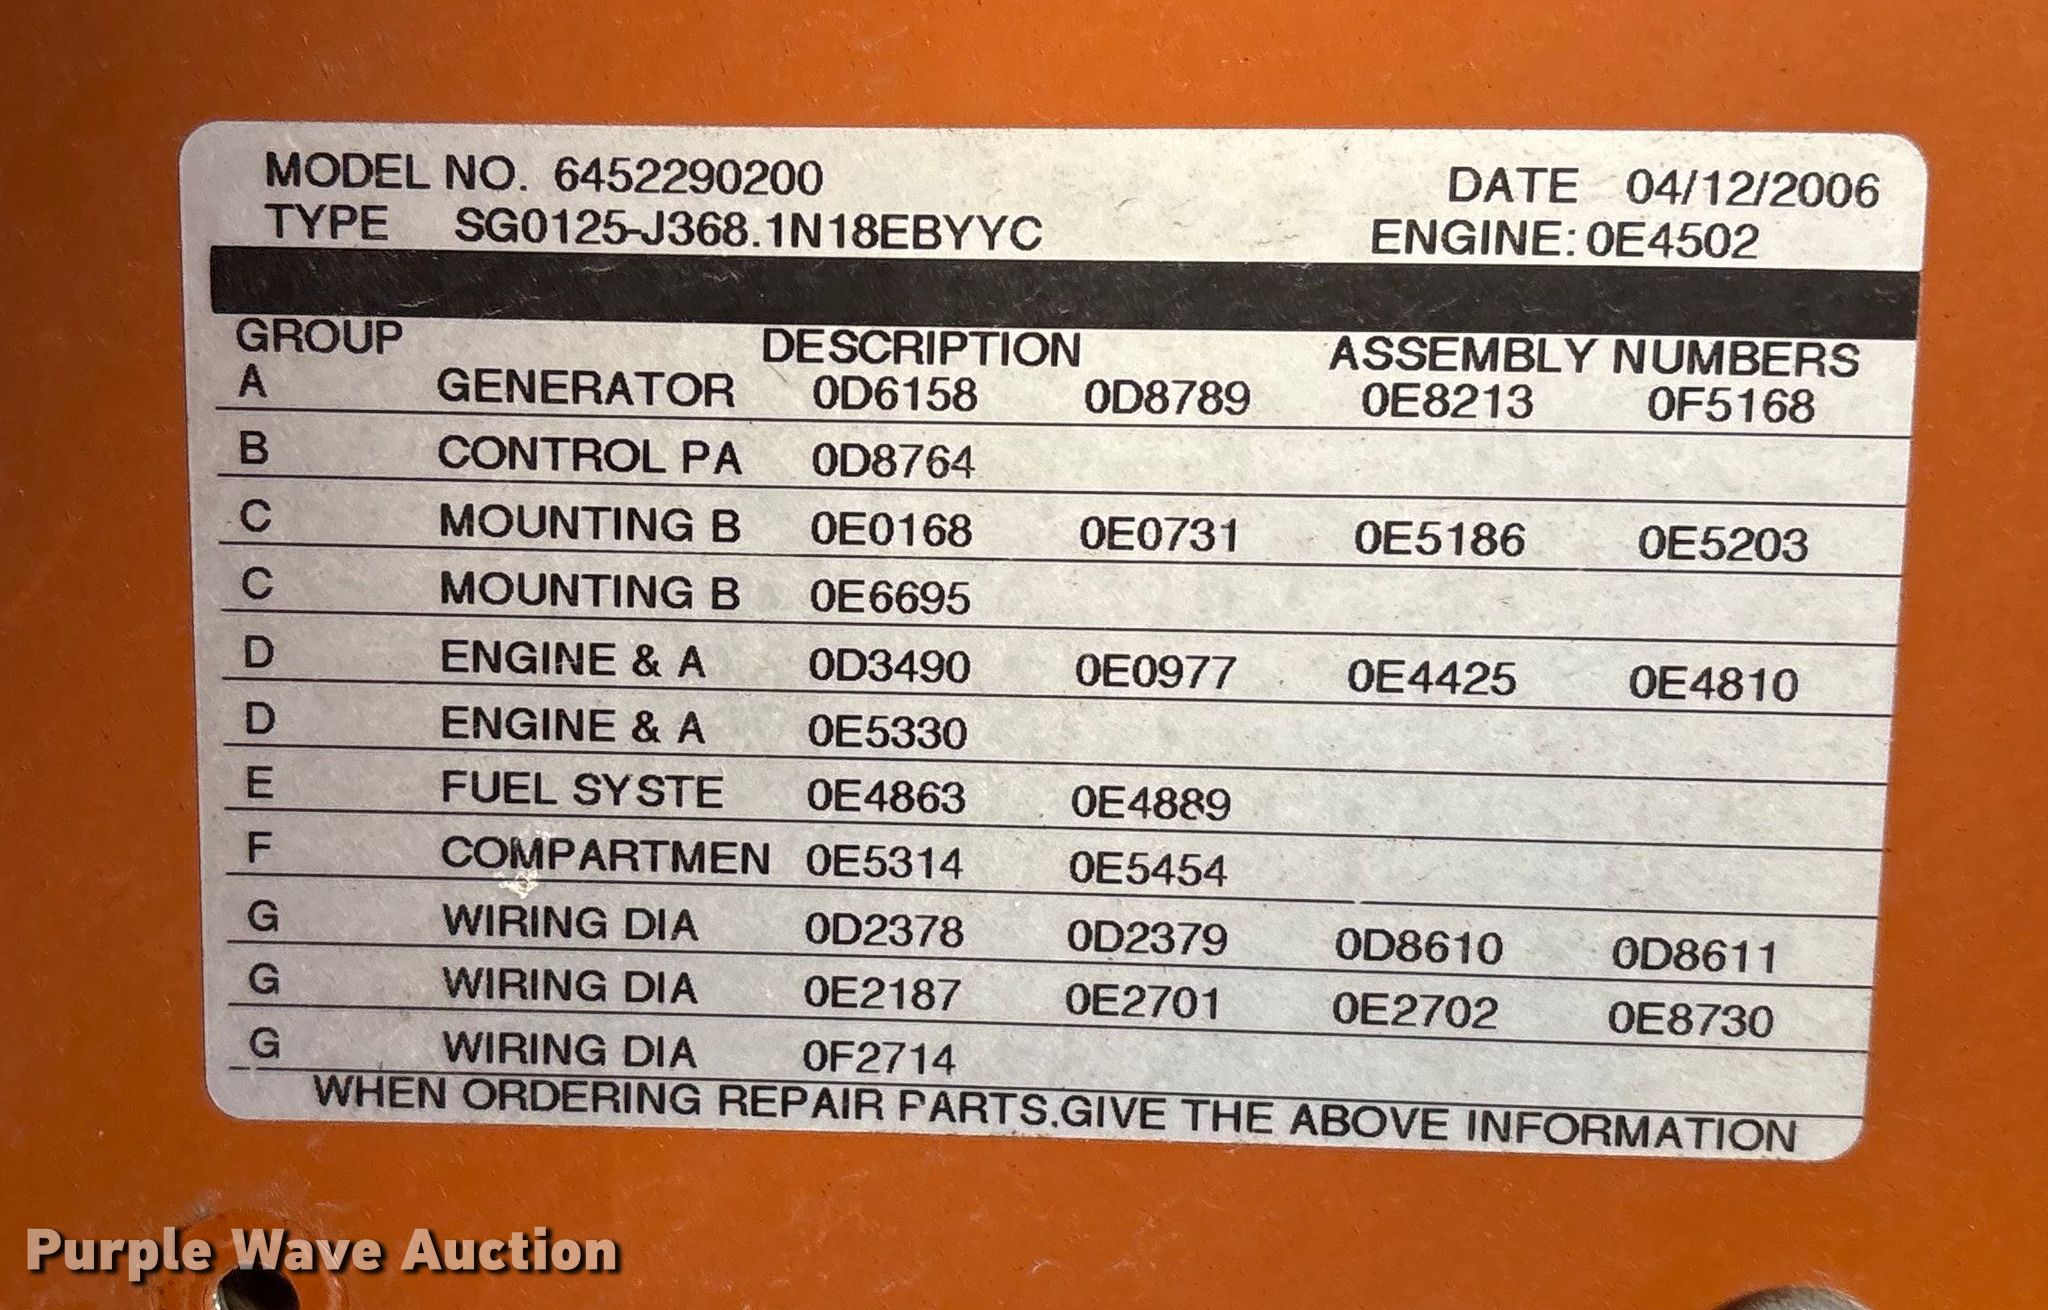 MODEL NO. 6452290200 DATE 04/12/2006
TYPE SG0125-J368.1N18EBYYC ENGINE: 0E4502
GROUP DESCRIPTION ASSEMBLY NUMBERS
A GENERATOR 0D6158 0D8789 0E8213 0F5168
B CONTROL PA 0D8764
C MOUNTING B 0E0168 0E0731 0E5186 0E5203
C MOUNTING B 0E6695
D ENGINE & A 0D3490 0E0977 0E4425 0E4810
D ENGINE & A 0E5330
E FUEL SYSTE 0E4863 0E4889
F COMPARTMEN 0E5314 0E5454
G WIRING DIA 0D2378 0D2379 0D8610 0D8611
G WIRING DIA 0E2187 0E2701 0E2702 0E8730
G WIRING DIA 0F2714
WHEN ORDERING REPAIR PARTS.GIVE THE ABOVE INFORMATION
Purple Wave Auction